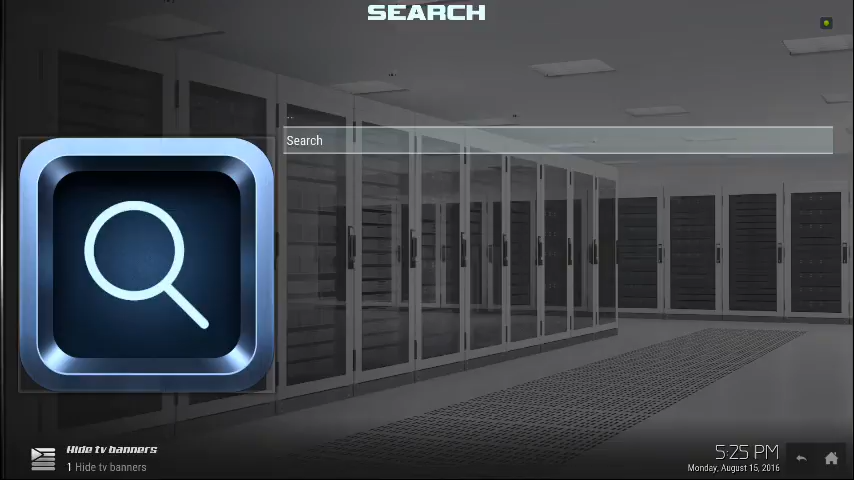 SEARCH
..
Search
Hide tv banners
1 Hide tv banners
5:25 PM
Monday, August 15, 2016